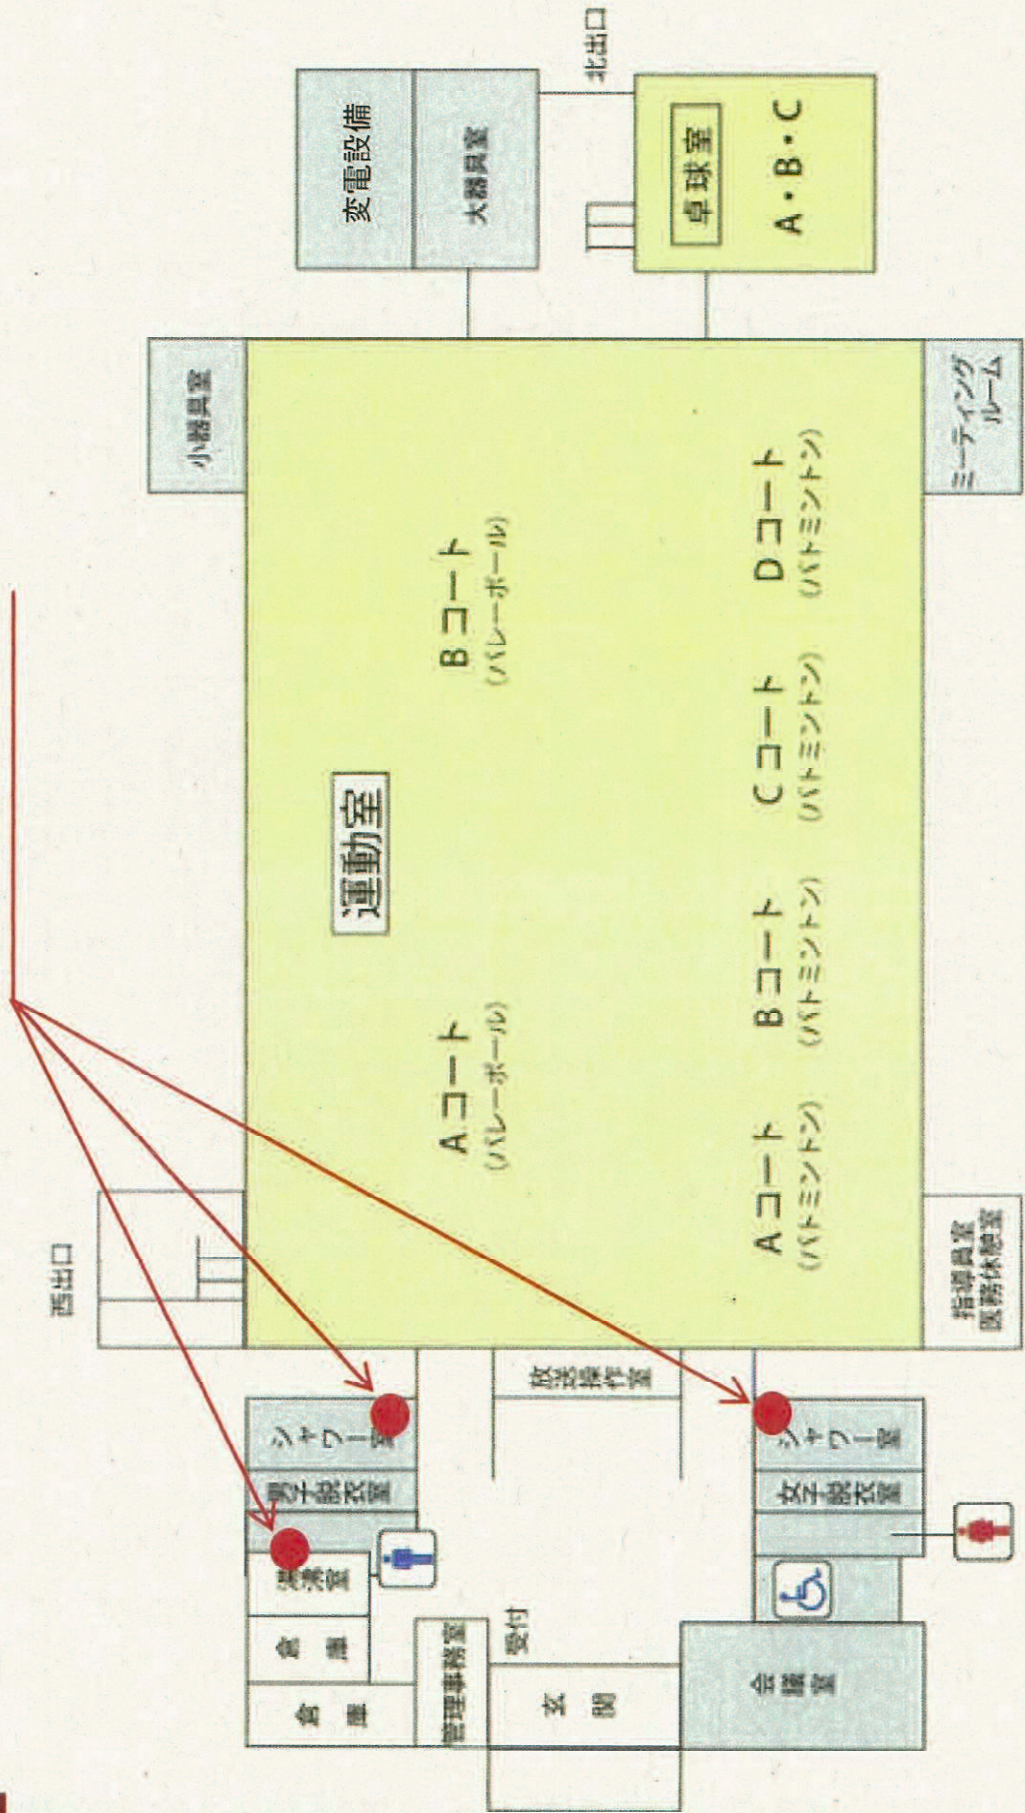 西出口
小器具室
倉庫
倉庫
湯沸室
男子脱衣室
シャワー室
運動室
変電設備
大器具室
管理事務室
受付
Aコート
(バレーボール)
Bコート
(バレーボール)
放送操作室
玄関
北出口
卓球室
A・B・C
会議室
女子脱衣室
シャワー室
Aコート
(バトミントン)
Bコート
(バトミントン)
Cコート
(バトミントン)
Dコート
(バトミントン)
指導員室
医務休憩室
ミーティング
ルーム